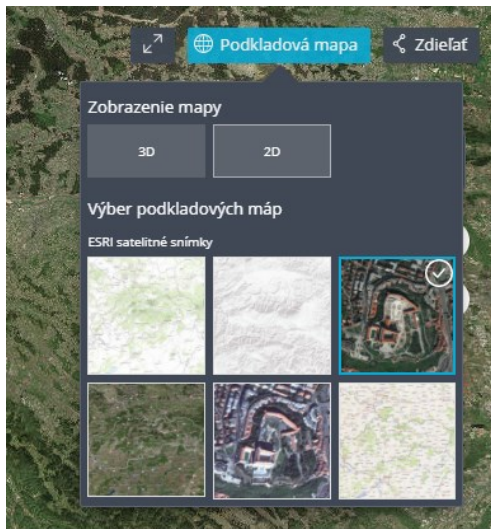 Podkladová mapa
Zdieľať
Zobrazenie mapy
3D
2D
Výber podkladových máp
ESRI satelitné snímky